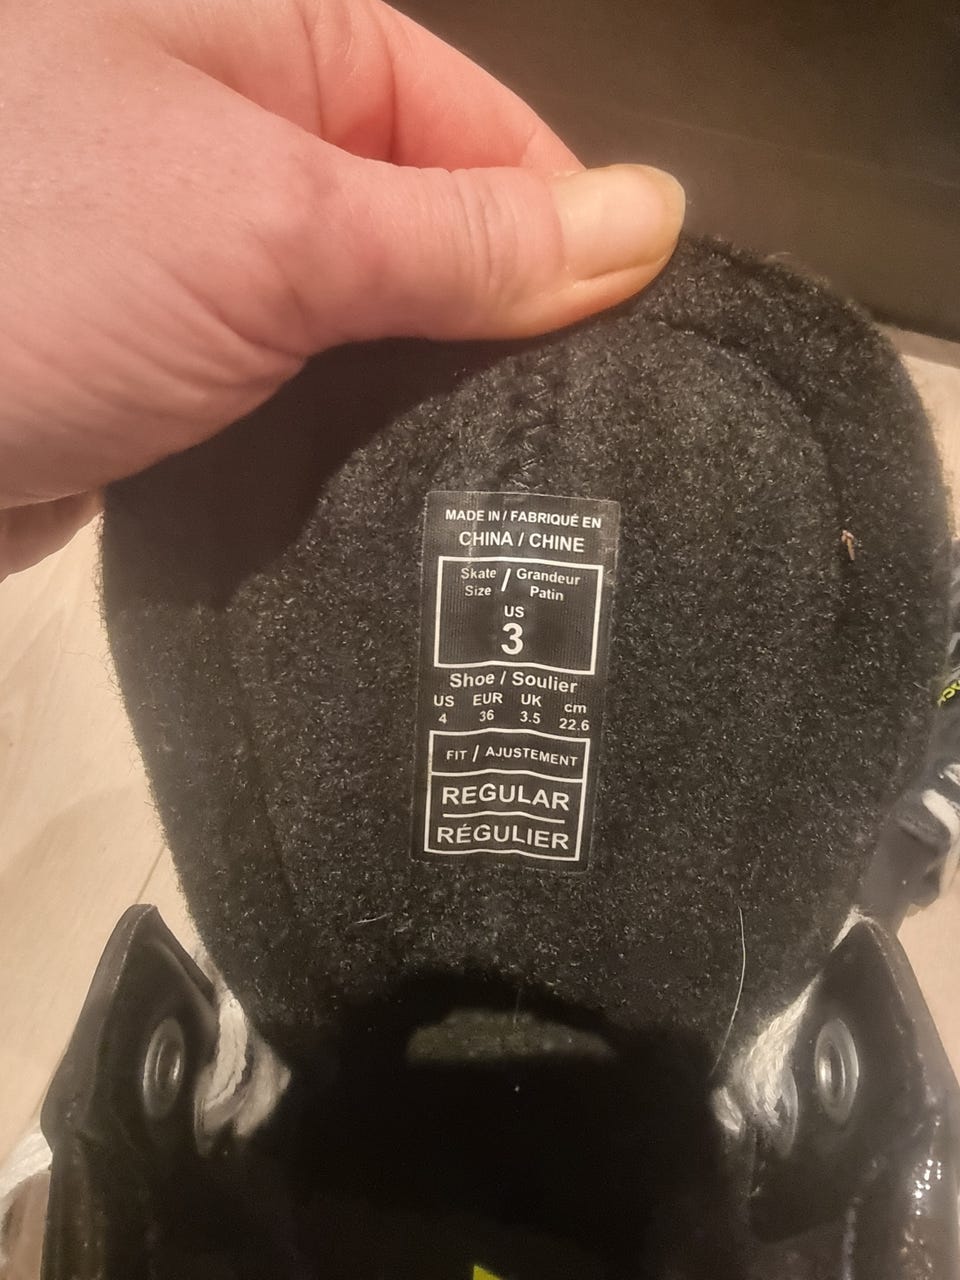 MADE IN / FABRIQUÉ EN
CHINA / CHINE
Skate / Grandeur
Size Patin
US
3
Shoe / Soulier
US EUR UK cm
4 36 3.5 22.6
FIT / AJUSTEMENT
REGULAR
RÉGULIER